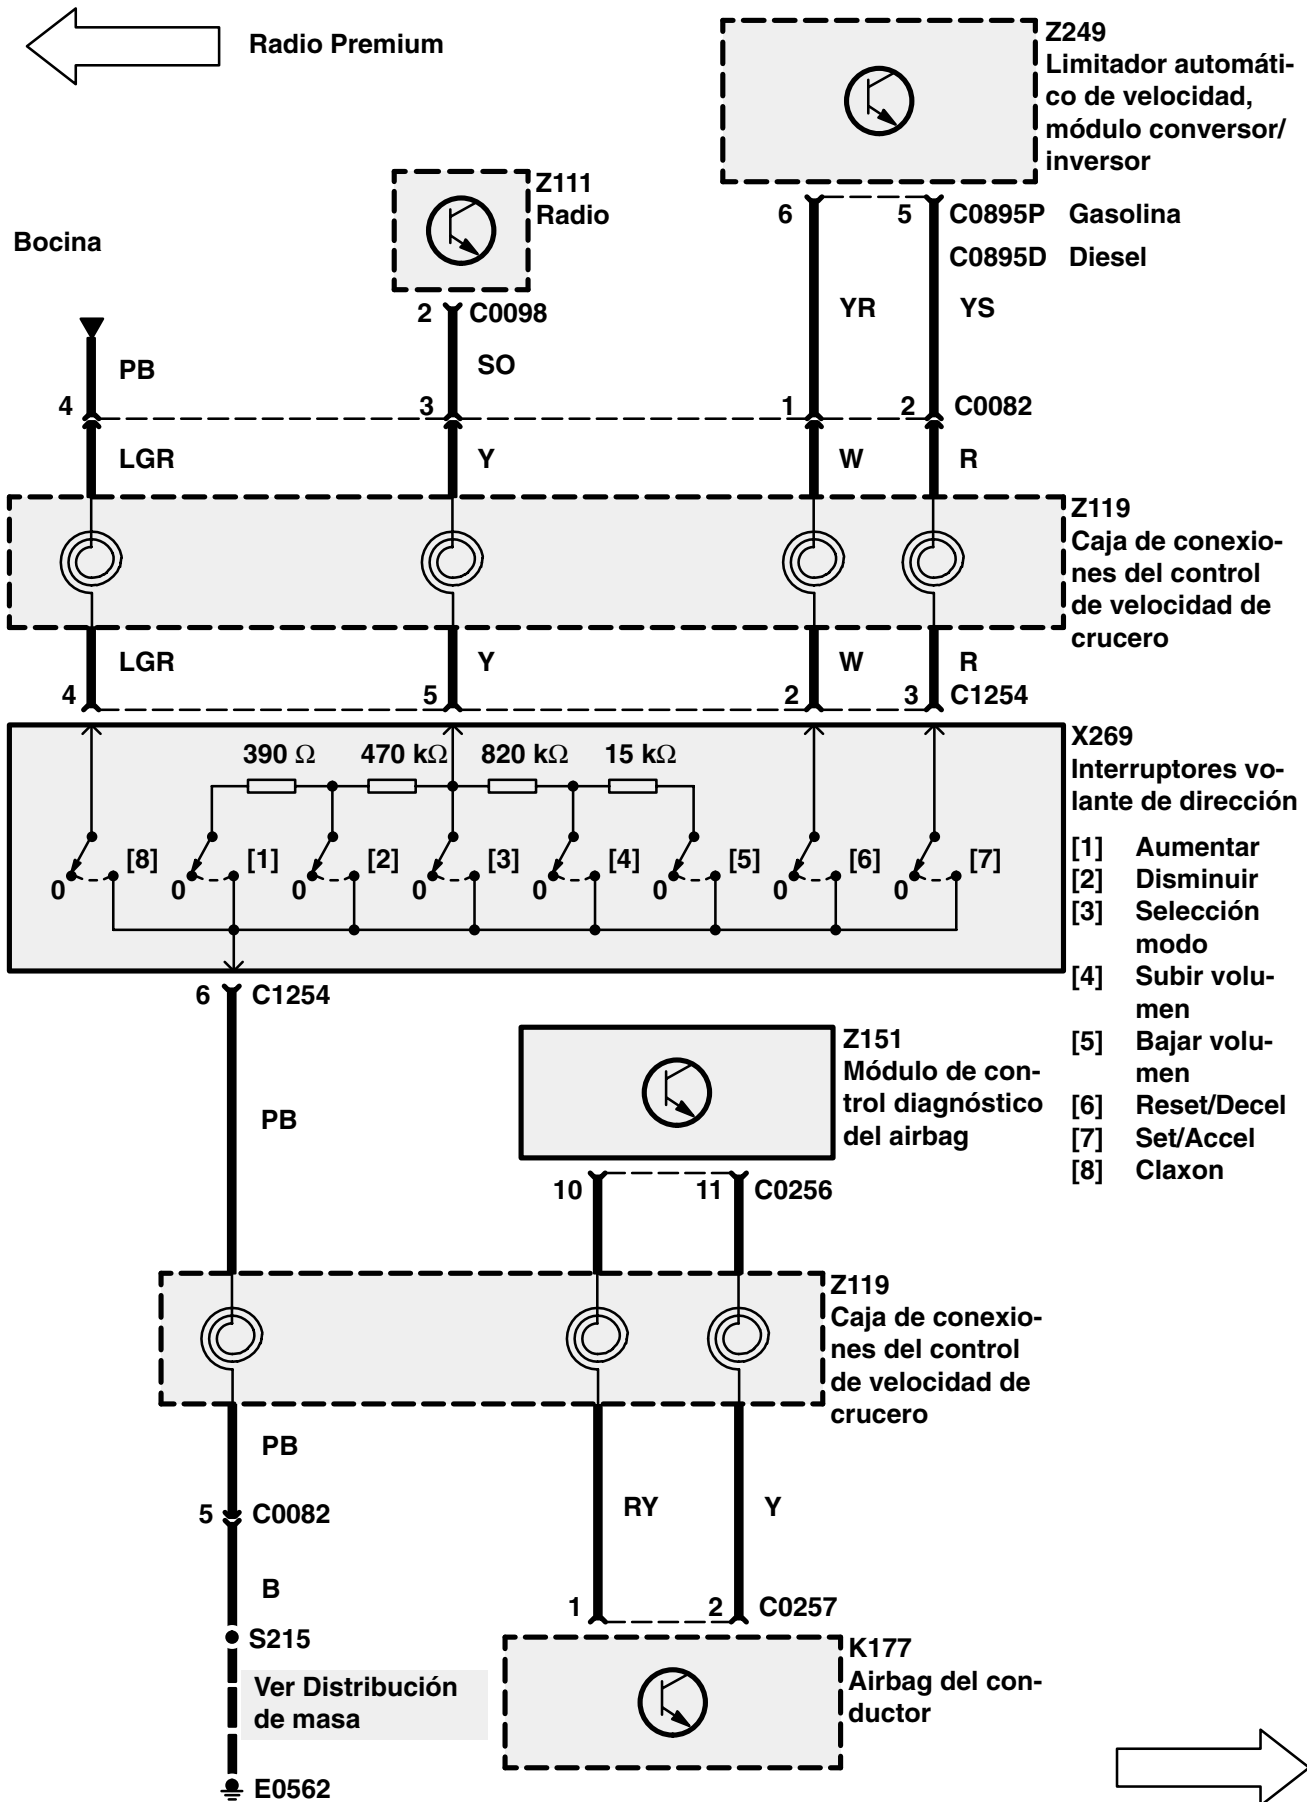 Radio Premium
Z249
Limitador automáti-
co de velocidad,
módulo conversor/
inversor
Z111
Radio
Bocina
6 5 C0895P Gasolina
C0895D Diesel
2 C0098
YR YS
PB SO
4 3 1 2 C0082
LGR Y W R
Z119
Caja de conexio-
nes del control
de velocidad de
crucero
LGR Y W R
4 5 2 3 C1254
X269
Interruptores vo-
lante de dirección
390 Ω 470 kΩ 820 kΩ 15 kΩ
[8] [1] [2] [3] [4] [5] [6] [7]
0 0 0 0 0 0 0 0
[1] Aumentar
[2] Disminuir
[3] Selección
modo
[4] Subir volu-
men
[5] Bajar volu-
men
[6] Reset/Decel
[7] Set/Accel
[8] Claxon
6 C1254
Z151
Módulo de con-
trol diagnóstico
del airbag
PB
10 11 C0256
Z119
Caja de conexio-
nes del control
de velocidad de
crucero
PB
RY Y
5 C0082
B
1 2 C0257
S215
K177
Airbag del con-
ductor
Ver Distribución
de masa
E0562